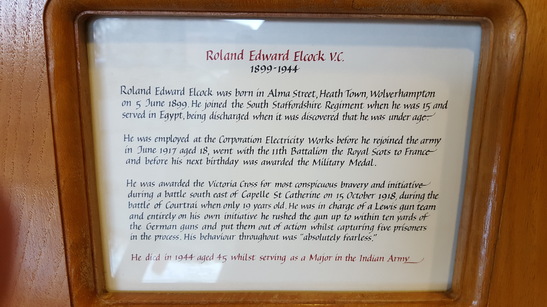 Roland Edward Elcock V.C.
1899-1944
Roland Edward Elcock was born in Alma Street, Heath Town, Wolverhampton
on 5 June 1899. He joined the South Staffordshire Regiment when he was 15 and
served in Egypt, being discharged when it was discovered that he was under age.
He was employed at the Corporation Electricity Works before he rejoined the army
in June 1917 aged 18, went with the 11th Battalion the Royal Scots to France
and before his next birthday was awarded the Military Medal.
He was awarded the Victoria Cross for most conspicuous bravery and initiative
during a battle south east of Capelle St Catherine on 15 October 1918, during the
battle of Courtrai when only 19 years old. He was in charge of a Lewis gun team
and entirely on his own initiative he rushed the gun up to within ten yards of
the German guns and put them out of action whilst capturing five prisoners
in the process. His behaviour throughout was "absolutely fearless."
He died in 1944 aged 45 whilst serving as a Major in the Indian Army